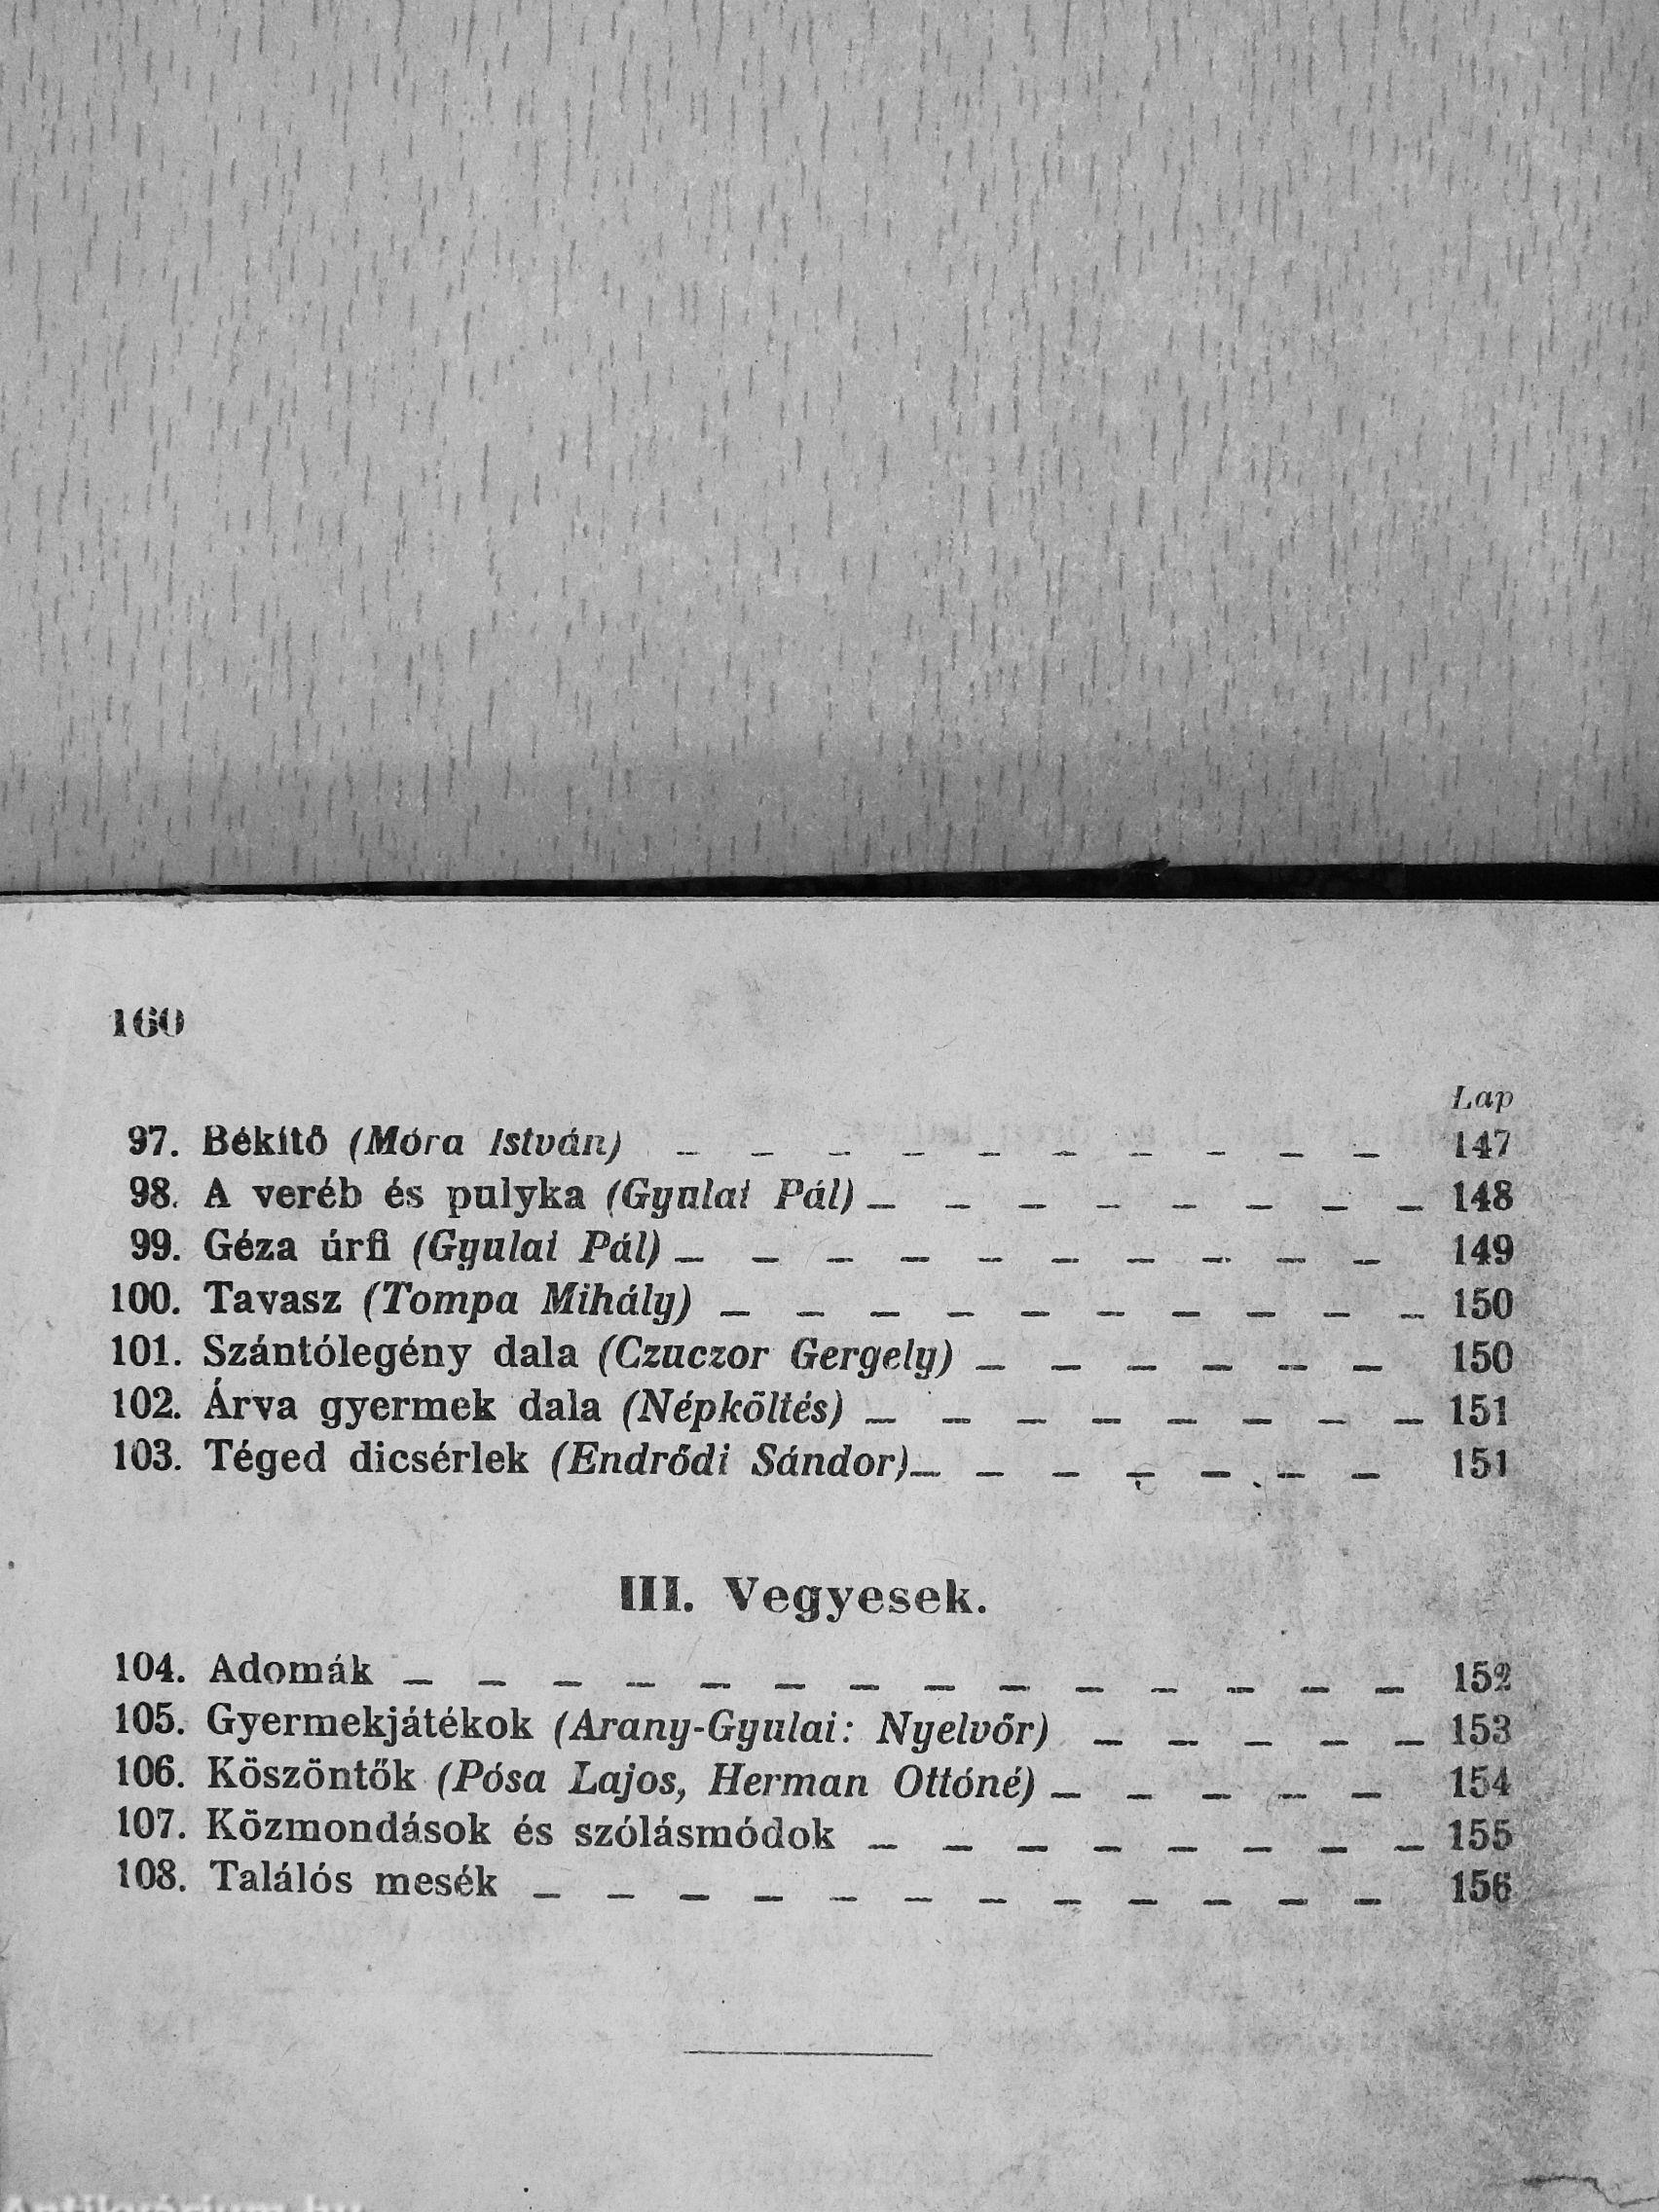 160
Lap
97. Békítő (Móra István) – – – – – – – – – – 147
98. A veréb és pulyka (Gyulai Pál) – – – – – – – – 148
99. Géza úrfi (Gyulai Pál) – – – – – – – – – – 149
100. Tavasz (Tompa Mihály) – – – – – – – – – – 150
101. Szántólegény dala (Czuczor Gergely) – – – – – – 150
102. Árva gyermek dala (Népköltés) – – – – – – – – 151
103. Téged dicsérlek (Endrődi Sándor) – – – – – – – 151
III. Vegyesek.
104. Adomák – – – – – – – – – – – – – – 152
105. Gyermekjátékok (Arany-Gyulai: Nyelvőr) – – – – – 153
106. Köszöntők (Pósa Lajos, Herman Ottóné) – – – – – 154
107. Közmondások és szólásmódok – – – – – – – – 155
108. Találós mesék – – – – – – – – – – – – 156